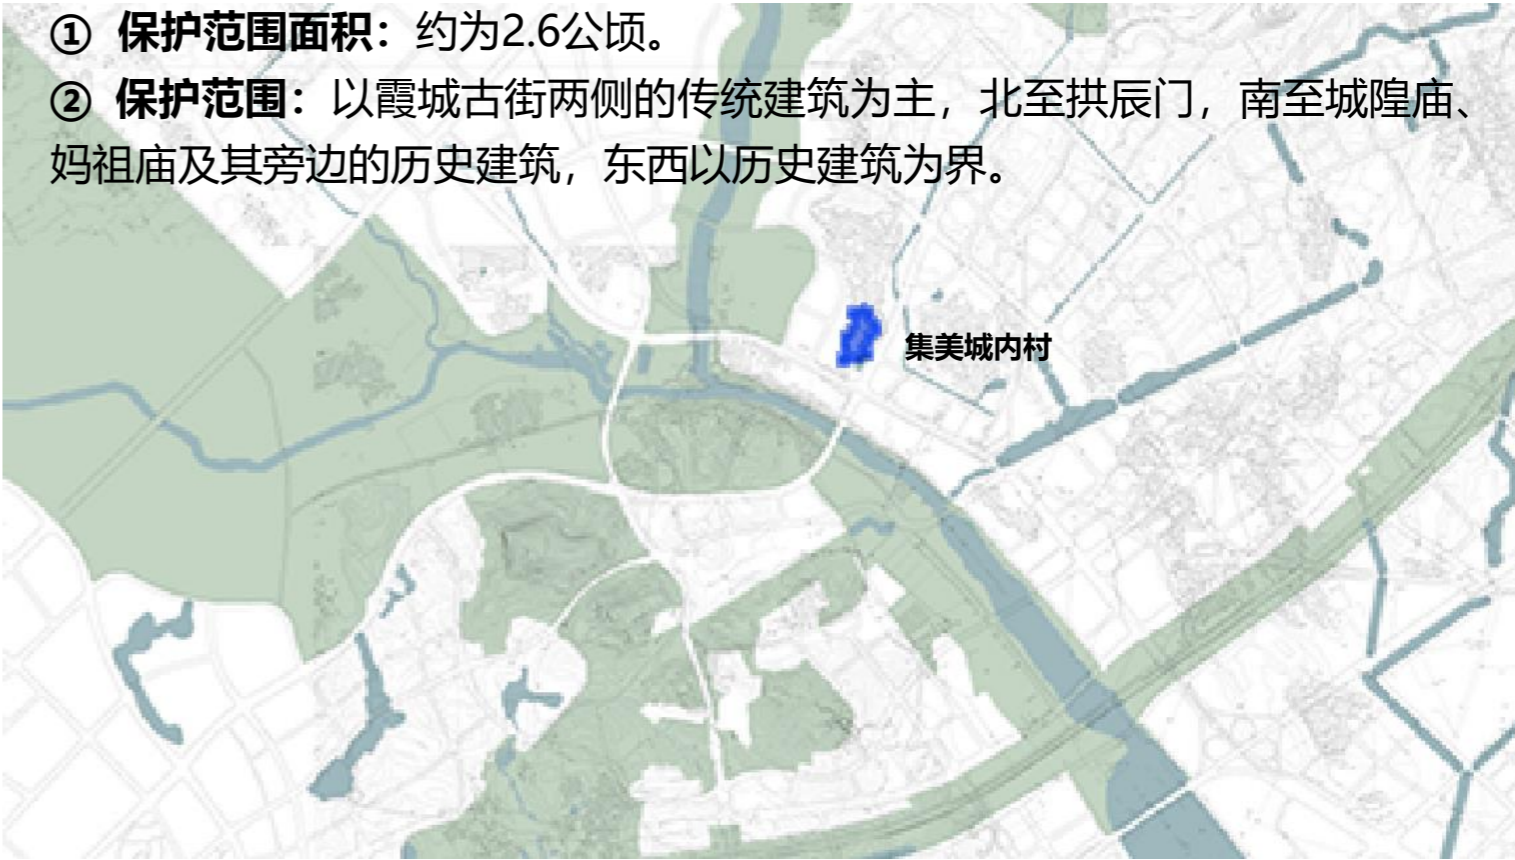 ① 保护范围面积：约为2.6公顷。
② 保护范围：以霞城古街两侧的传统建筑为主，北至拱辰门，南至城隍庙、
妈祖庙及其旁边的历史建筑，东西以历史建筑为界。
集美城内村